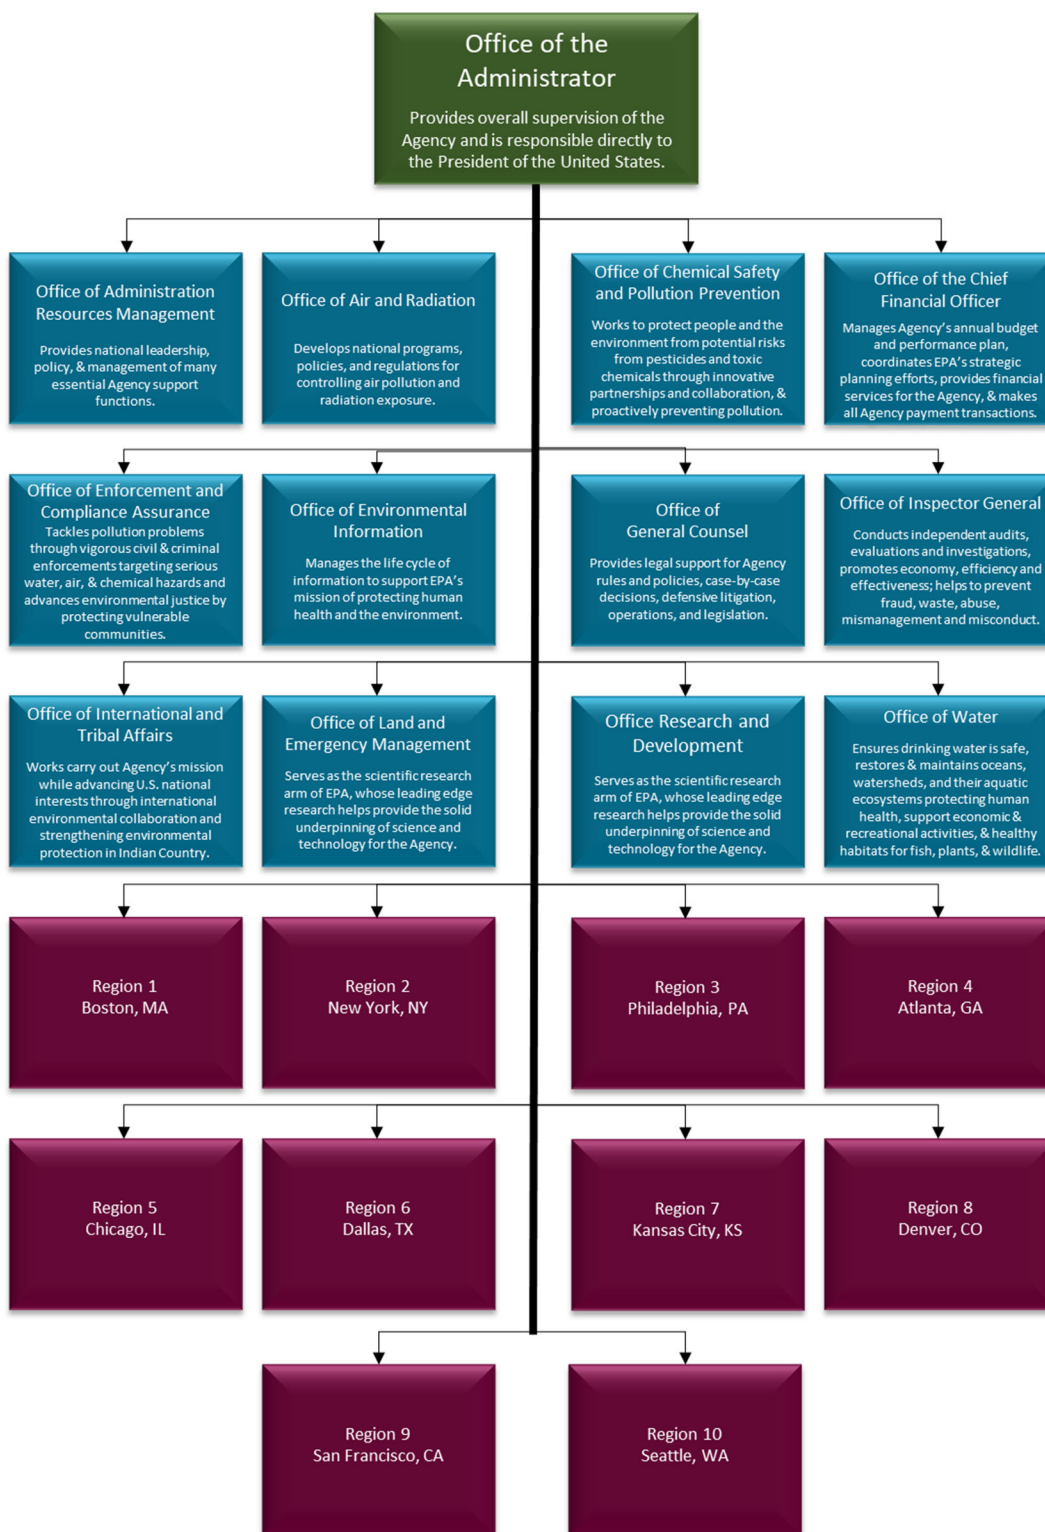 Office of the
Administrator
Provides overall supervision of the
Agency and is responsible directly to
the President of the United States.
Office of Administration
Resources Management
Provides national leadership,
policy, & management of many
essential Agency support
functions.
Office of Air and Radiation
Develops national programs,
policies, and regulations for
controlling air pollution and
radiation exposure.
Office of Chemical Safety
and Pollution Prevention
Works to protect people and the
environment from potential risks
from pesticides and toxic
chemicals through innovative
partnerships and collaboration, &
proactively preventing pollution.
Office of the Chief
Financial Officer
Manages Agency's annual budget
and performance plan,
coordinates EPA's strategic
planning efforts, provides financial
services for the Agency, & makes
all Agency payment transactions.
Office of Enforcement and
Compliance Assurance
Tackles pollution problems
through vigorous civil & criminal
enforcements targeting serious
water, air, & chemical hazards and
advances environmental justice by
protecting vulnerable
communities.
Office of Environmental
Information
Manages the life cycle of
information to support EPA's
mission of protecting human
health and the environment.
Office of
General Counsel
Provides legal support for Agency
rules and policies, case-by-case
decisions, defensive litigation,
operations, and legislation.
Office of Inspector General
Conducts independent audits,
evaluations and investigations,
promotes economy, efficiency and
effectiveness; helps to prevent
fraud, waste, abuse,
mismanagement and misconduct.
Office of International and
Tribal Affairs
Works carry out Agency's mission
while advancing U.S. national
interests through international
environmental collaboration and
strengthening environmental
protection in Indian Country.
Office of Land and
Emergency Management
Serves as the scientific research
arm of EPA, whose leading edge
research helps provide the solid
underpinning of science and
technology for the Agency.
Office Research and
Development
Serves as the scientific research
arm of EPA, whose leading edge
research helps provide the solid
underpinning of science and
technology for the Agency.
Office of Water
Ensures drinking water is safe,
restores & maintains oceans,
watersheds, and their aquatic
ecosystems protecting human
health, support economic &
recreational activities, & healthy
habitats for fish, plants, & wildlife.
Region 1
Boston, MA
Region 2
New York, NY
Region 3
Philadelphia, PA
Region 4
Atlanta, GA
Region 5
Chicago, IL
Region 6
Dallas, TX
Region 7
Kansas City, KS
Region 8
Denver, CO
Region 9
San Francisco, CA
Region 10
Seattle, WA